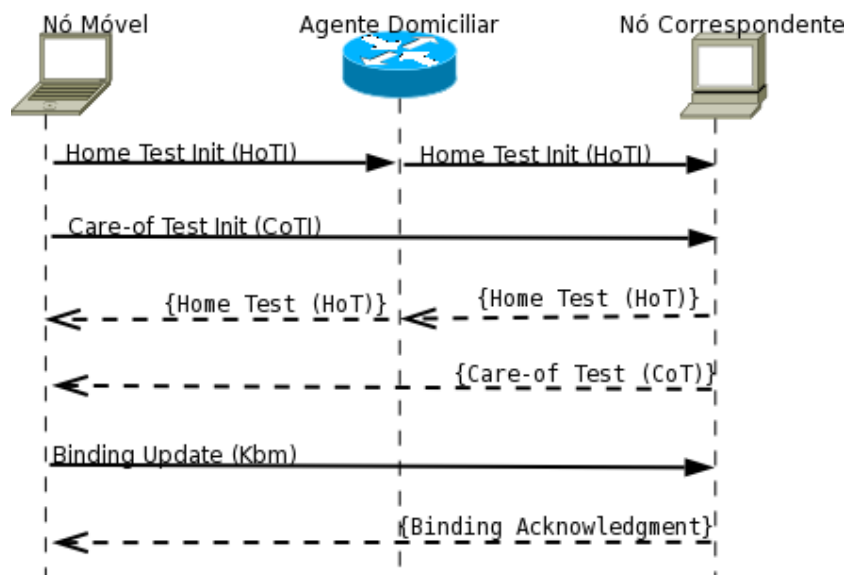 Nó Móvel
Agente Domiciliar
Nó Correspondente
Home Test Init (HoTI)
Home Test Init (HoTI)
Care-of Test Init (CoTI)
{Home Test (HoT)}
{Home Test (HoT)}
{Care-of Test (CoT)}
Binding Update (Kbm)
{Binding Acknowledgment}